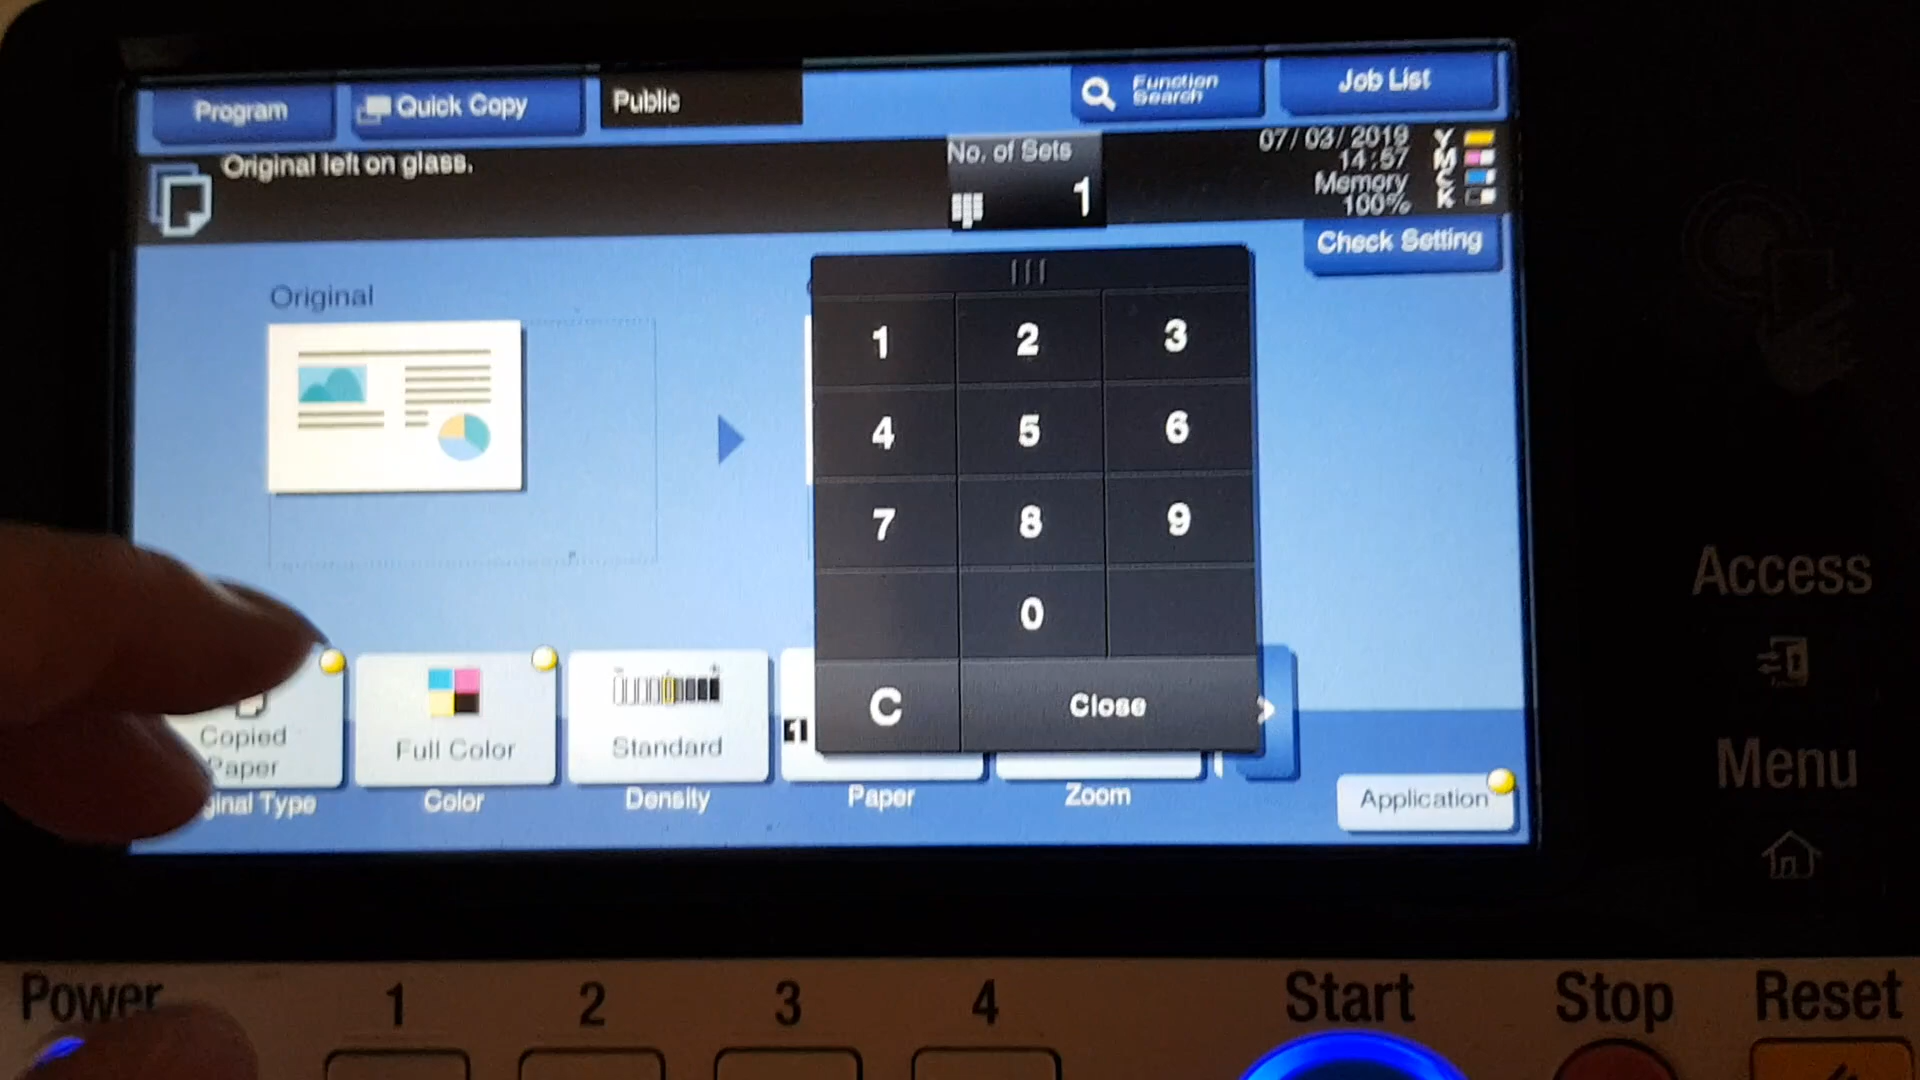 Program
Quick Copy
Public
Function
Search
Job List
Original left on glass.
No. of Sets
1
07/03/2019
14:57
Memory
100%
Y
M
C
K
Check Setting
Original
1
2
3
4
5
6
7
8
9
0
C
Close
Copied
Paper
Full Color
Standard
1
ginal Type
Color
Density
Paper
Zoom
Application
Access
Menu
Power
1
2
3
4
Start
Stop
Reset